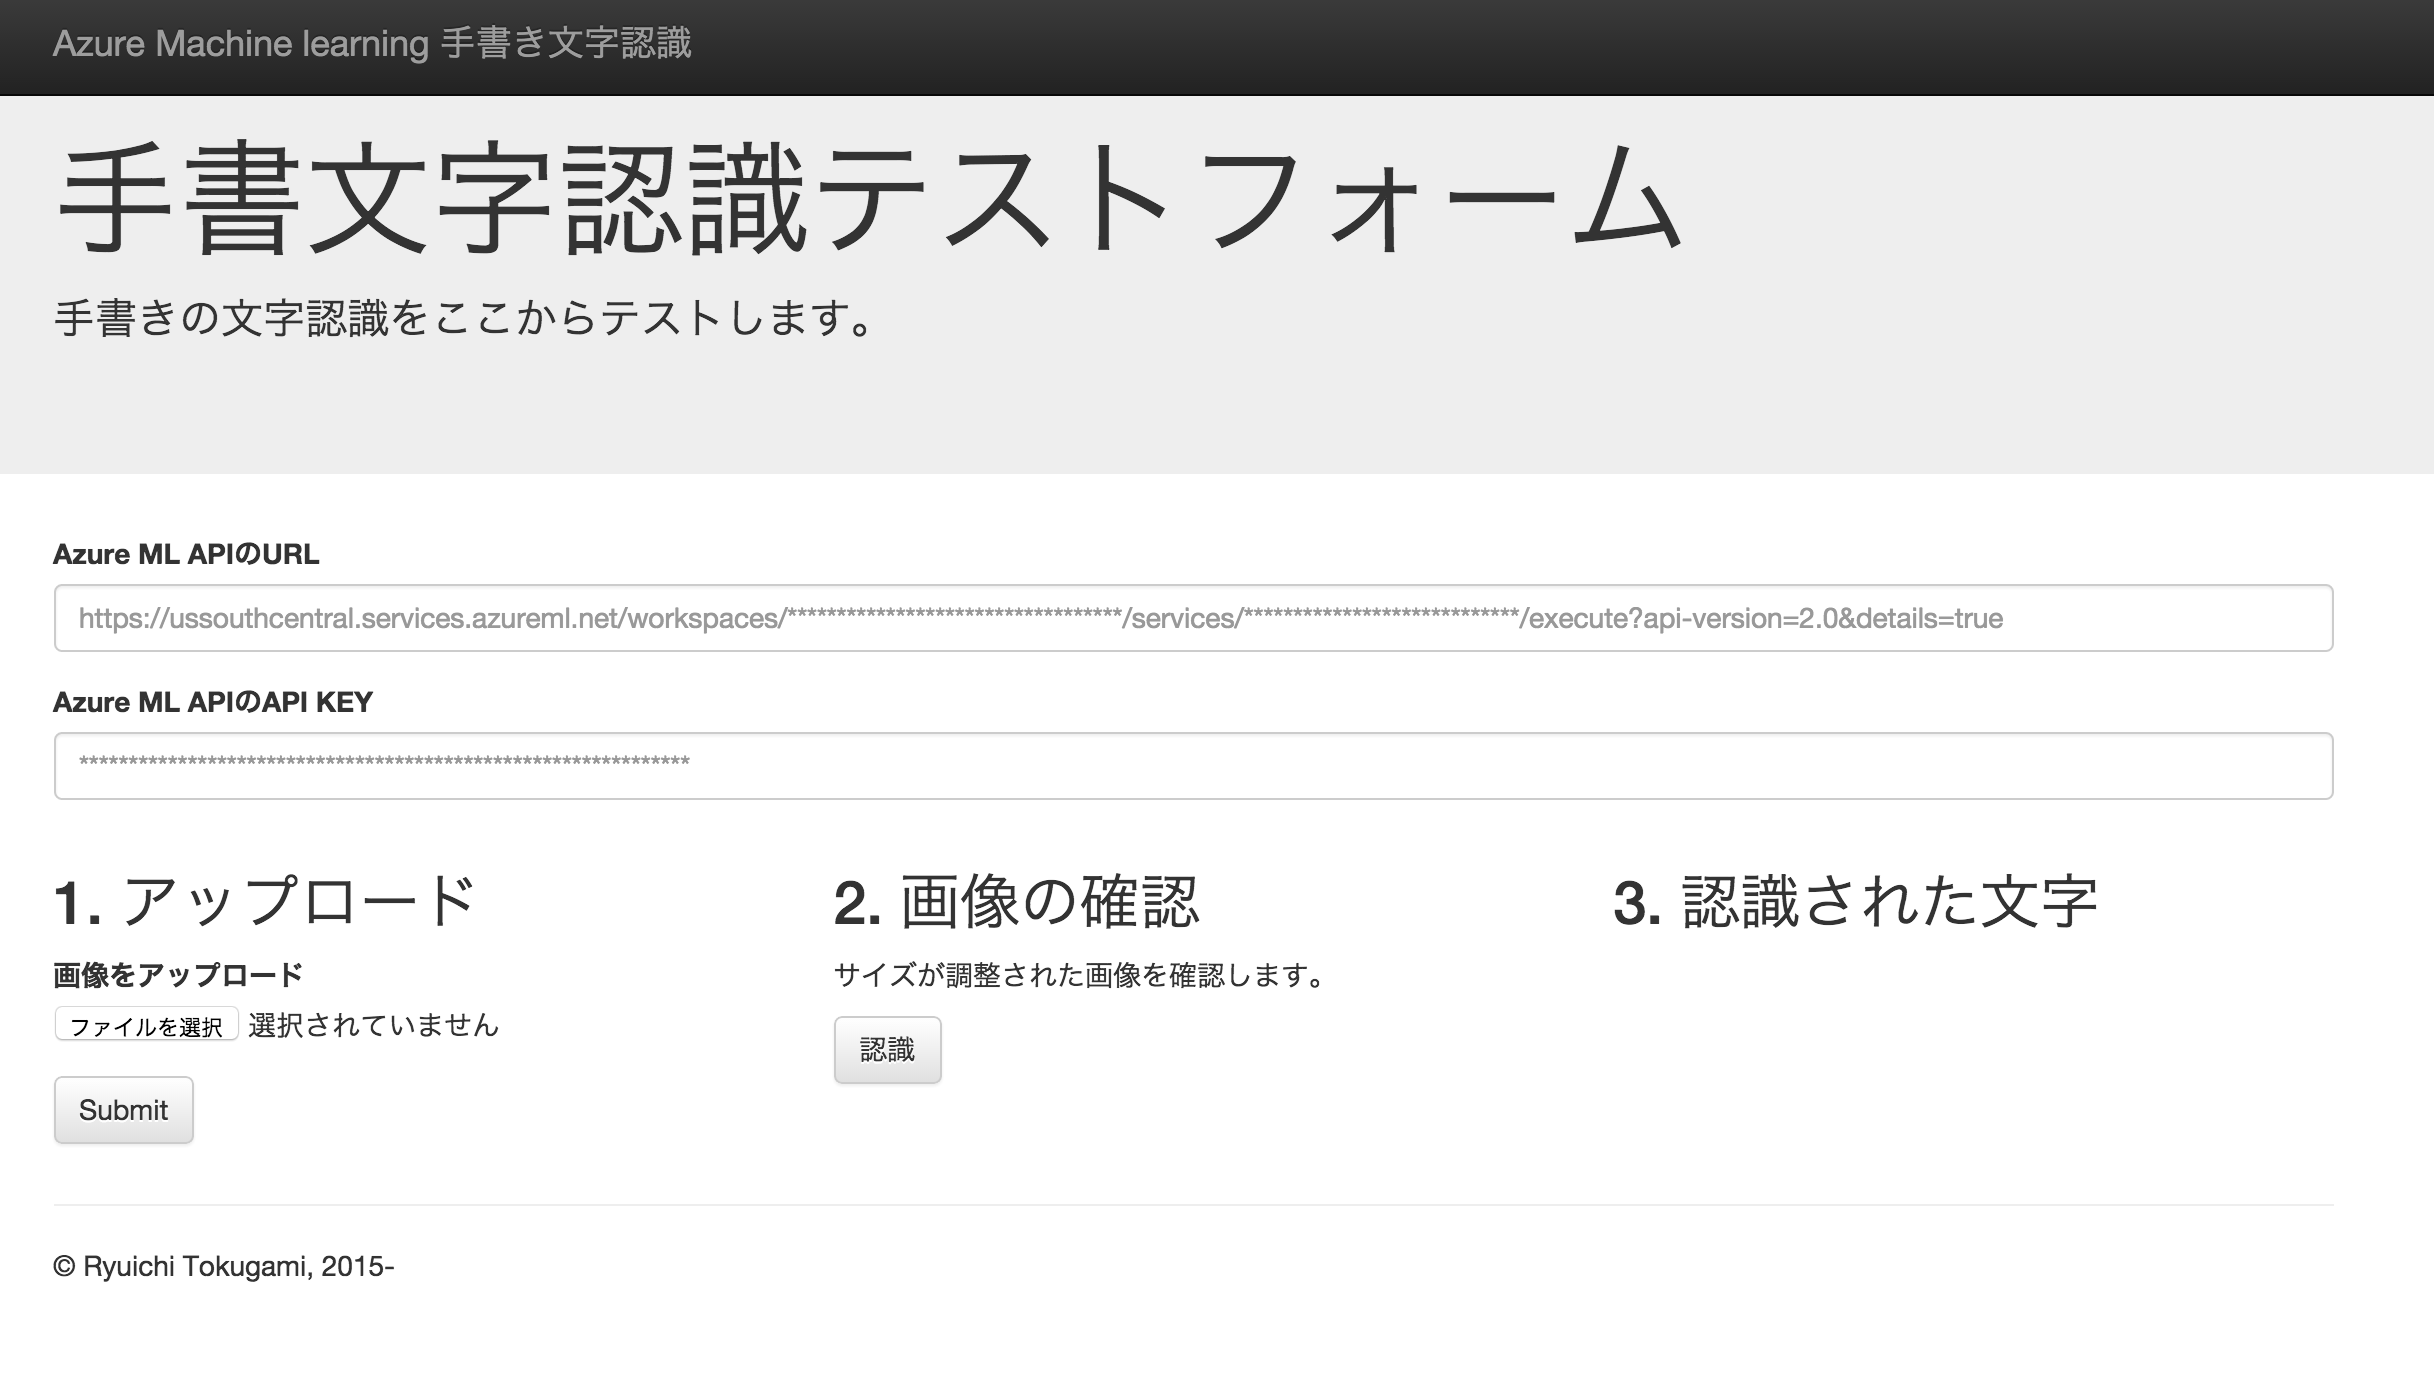 Azure Machine learning 手書き文字認識
手書文字認識テストフォーム
手書きの文字認識をここからテストします。
Azure ML APIのURL
https://ussouthcentral.services.azureml.net/workspaces/**********************************/services/****************************/execute?api-version=2.0&details=true
Azure ML APIのAPI KEY
**************************************************************
1. アップロード
画像をアップロード
ファイルを選択 選択されていません
Submit
2. 画像の確認
サイズが調整された画像を確認します。
認識
3. 認識された文字
© Ryuichi Tokugami, 2015-